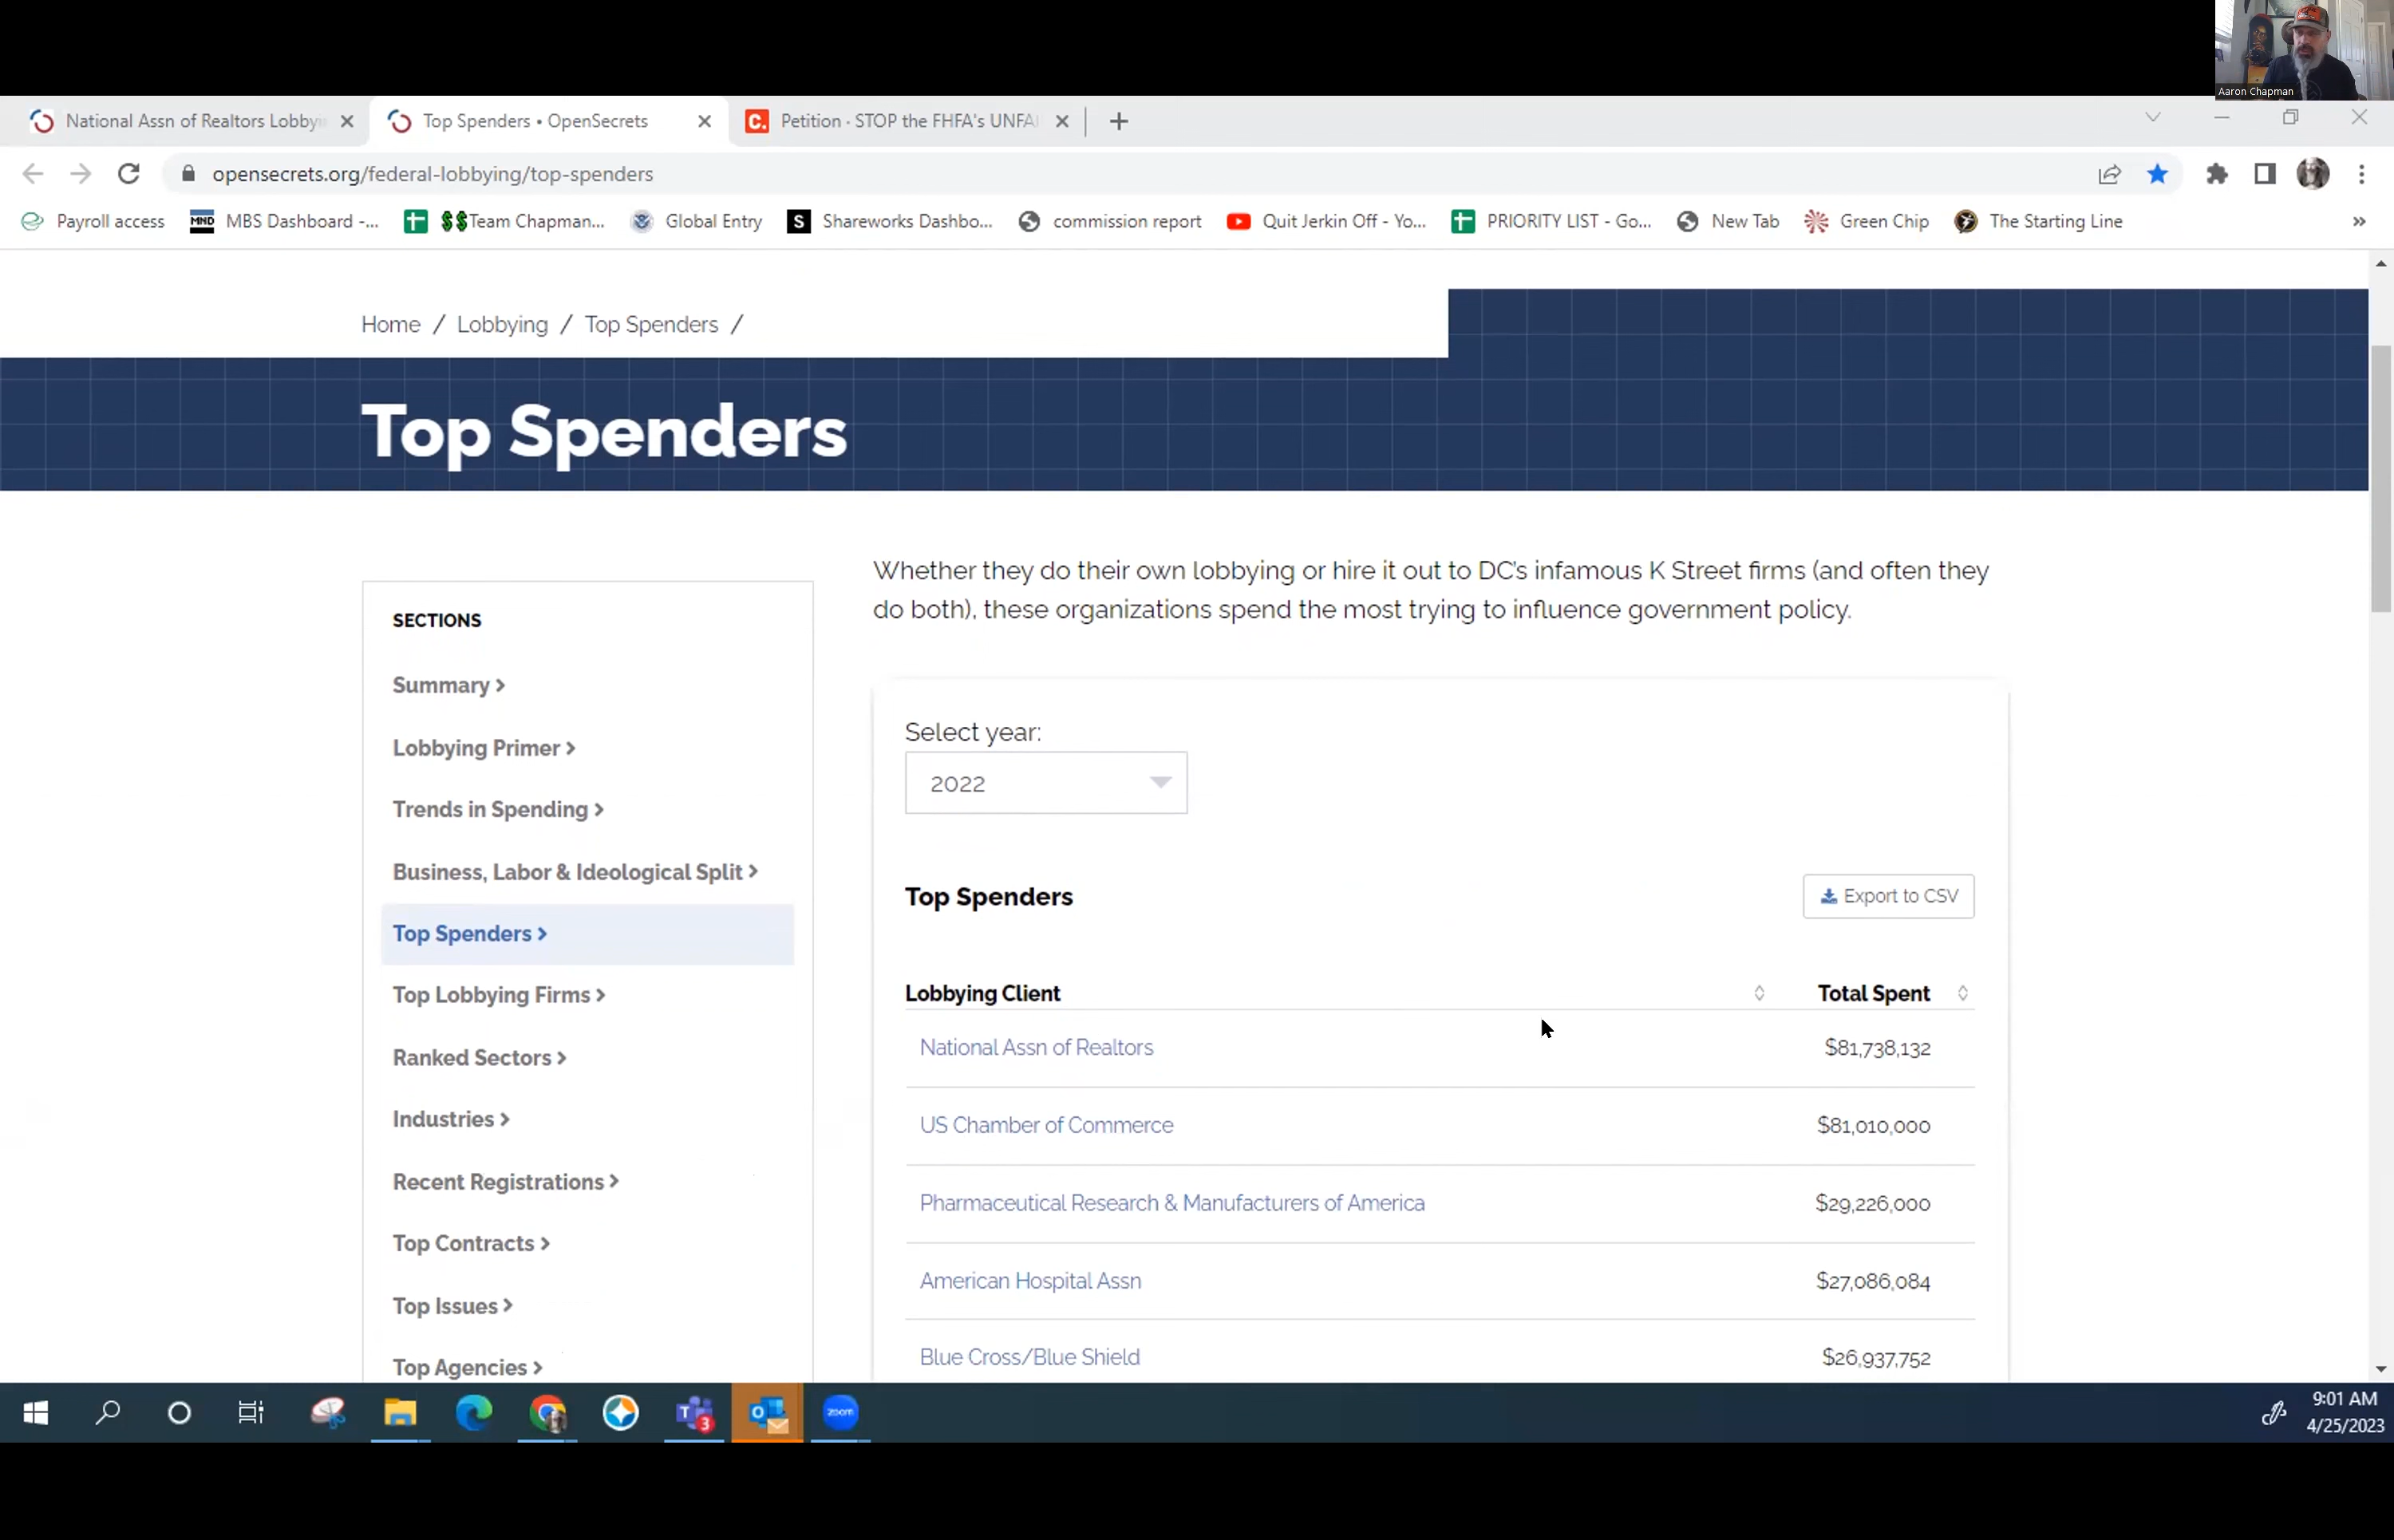 Aaron Chapman
National Assn of Realtors Lobbyi
Top Spenders • OpenSecrets
C. Petition · STOP the FHFA's UNFAI
opensecrets.org/federal-lobbying/top-spenders
Payroll access
MND MBS Dashboard -...
$$Team Chapman...
Global Entry
S Shareworks Dashbo...
commission report
Quit Jerkin Off - Yo...
PRIORITY LIST - Go...
New Tab
Green Chip
The Starting Line
»
Home / Lobbying / Top Spenders /
Top Spenders
Whether they do their own lobbying or hire it out to DC's infamous K Street firms (and often they
do both), these organizations spend the most trying to influence government policy.
SECTIONS
Summary
Lobbying Primer
Trends in Spending
Business, Labor & Ideological Split
Top Spenders
Top Lobbying Firms
Ranked Sectors
Industries
Recent Registrations
Top Contracts
Top Issues
Top Agencies
Select year:
2022
Top Spenders
Export to CSV
Lobbying Client Total Spent
National Assn of Realtors $81,738,132
US Chamber of Commerce $81,010,000
Pharmaceutical Research & Manufacturers of America $29,226,000
American Hospital Assn $27,086,084
Blue Cross/Blue Shield $26,937,752
T 3
O
zoom
9:01 AM
4/25/2023